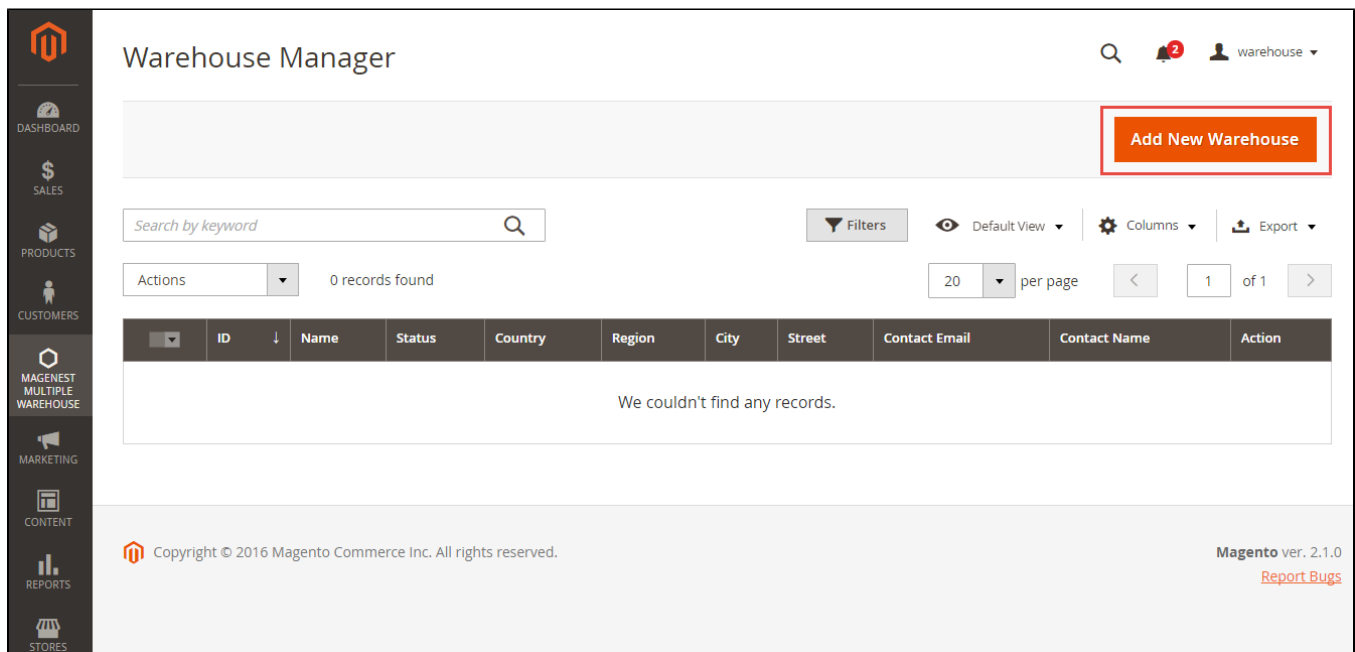 Warehouse Manager
2
warehouse
DASHBOARD
SALES
PRODUCTS
CUSTOMERS
MAGENEST
MULTIPLE
WAREHOUSE
MARKETING
CONTENT
REPORTS
STORES
Add New Warehouse
Search by keyword
Filters
Default View
Columns
Export
Actions
0 records found
20
per page
1
of 1
ID ↓ Name Status Country Region City Street Contact Email Contact Name Action
We couldn't find any records.
Copyright © 2016 Magento Commerce Inc. All rights reserved.
Magento ver. 2.1.0
Report Bugs